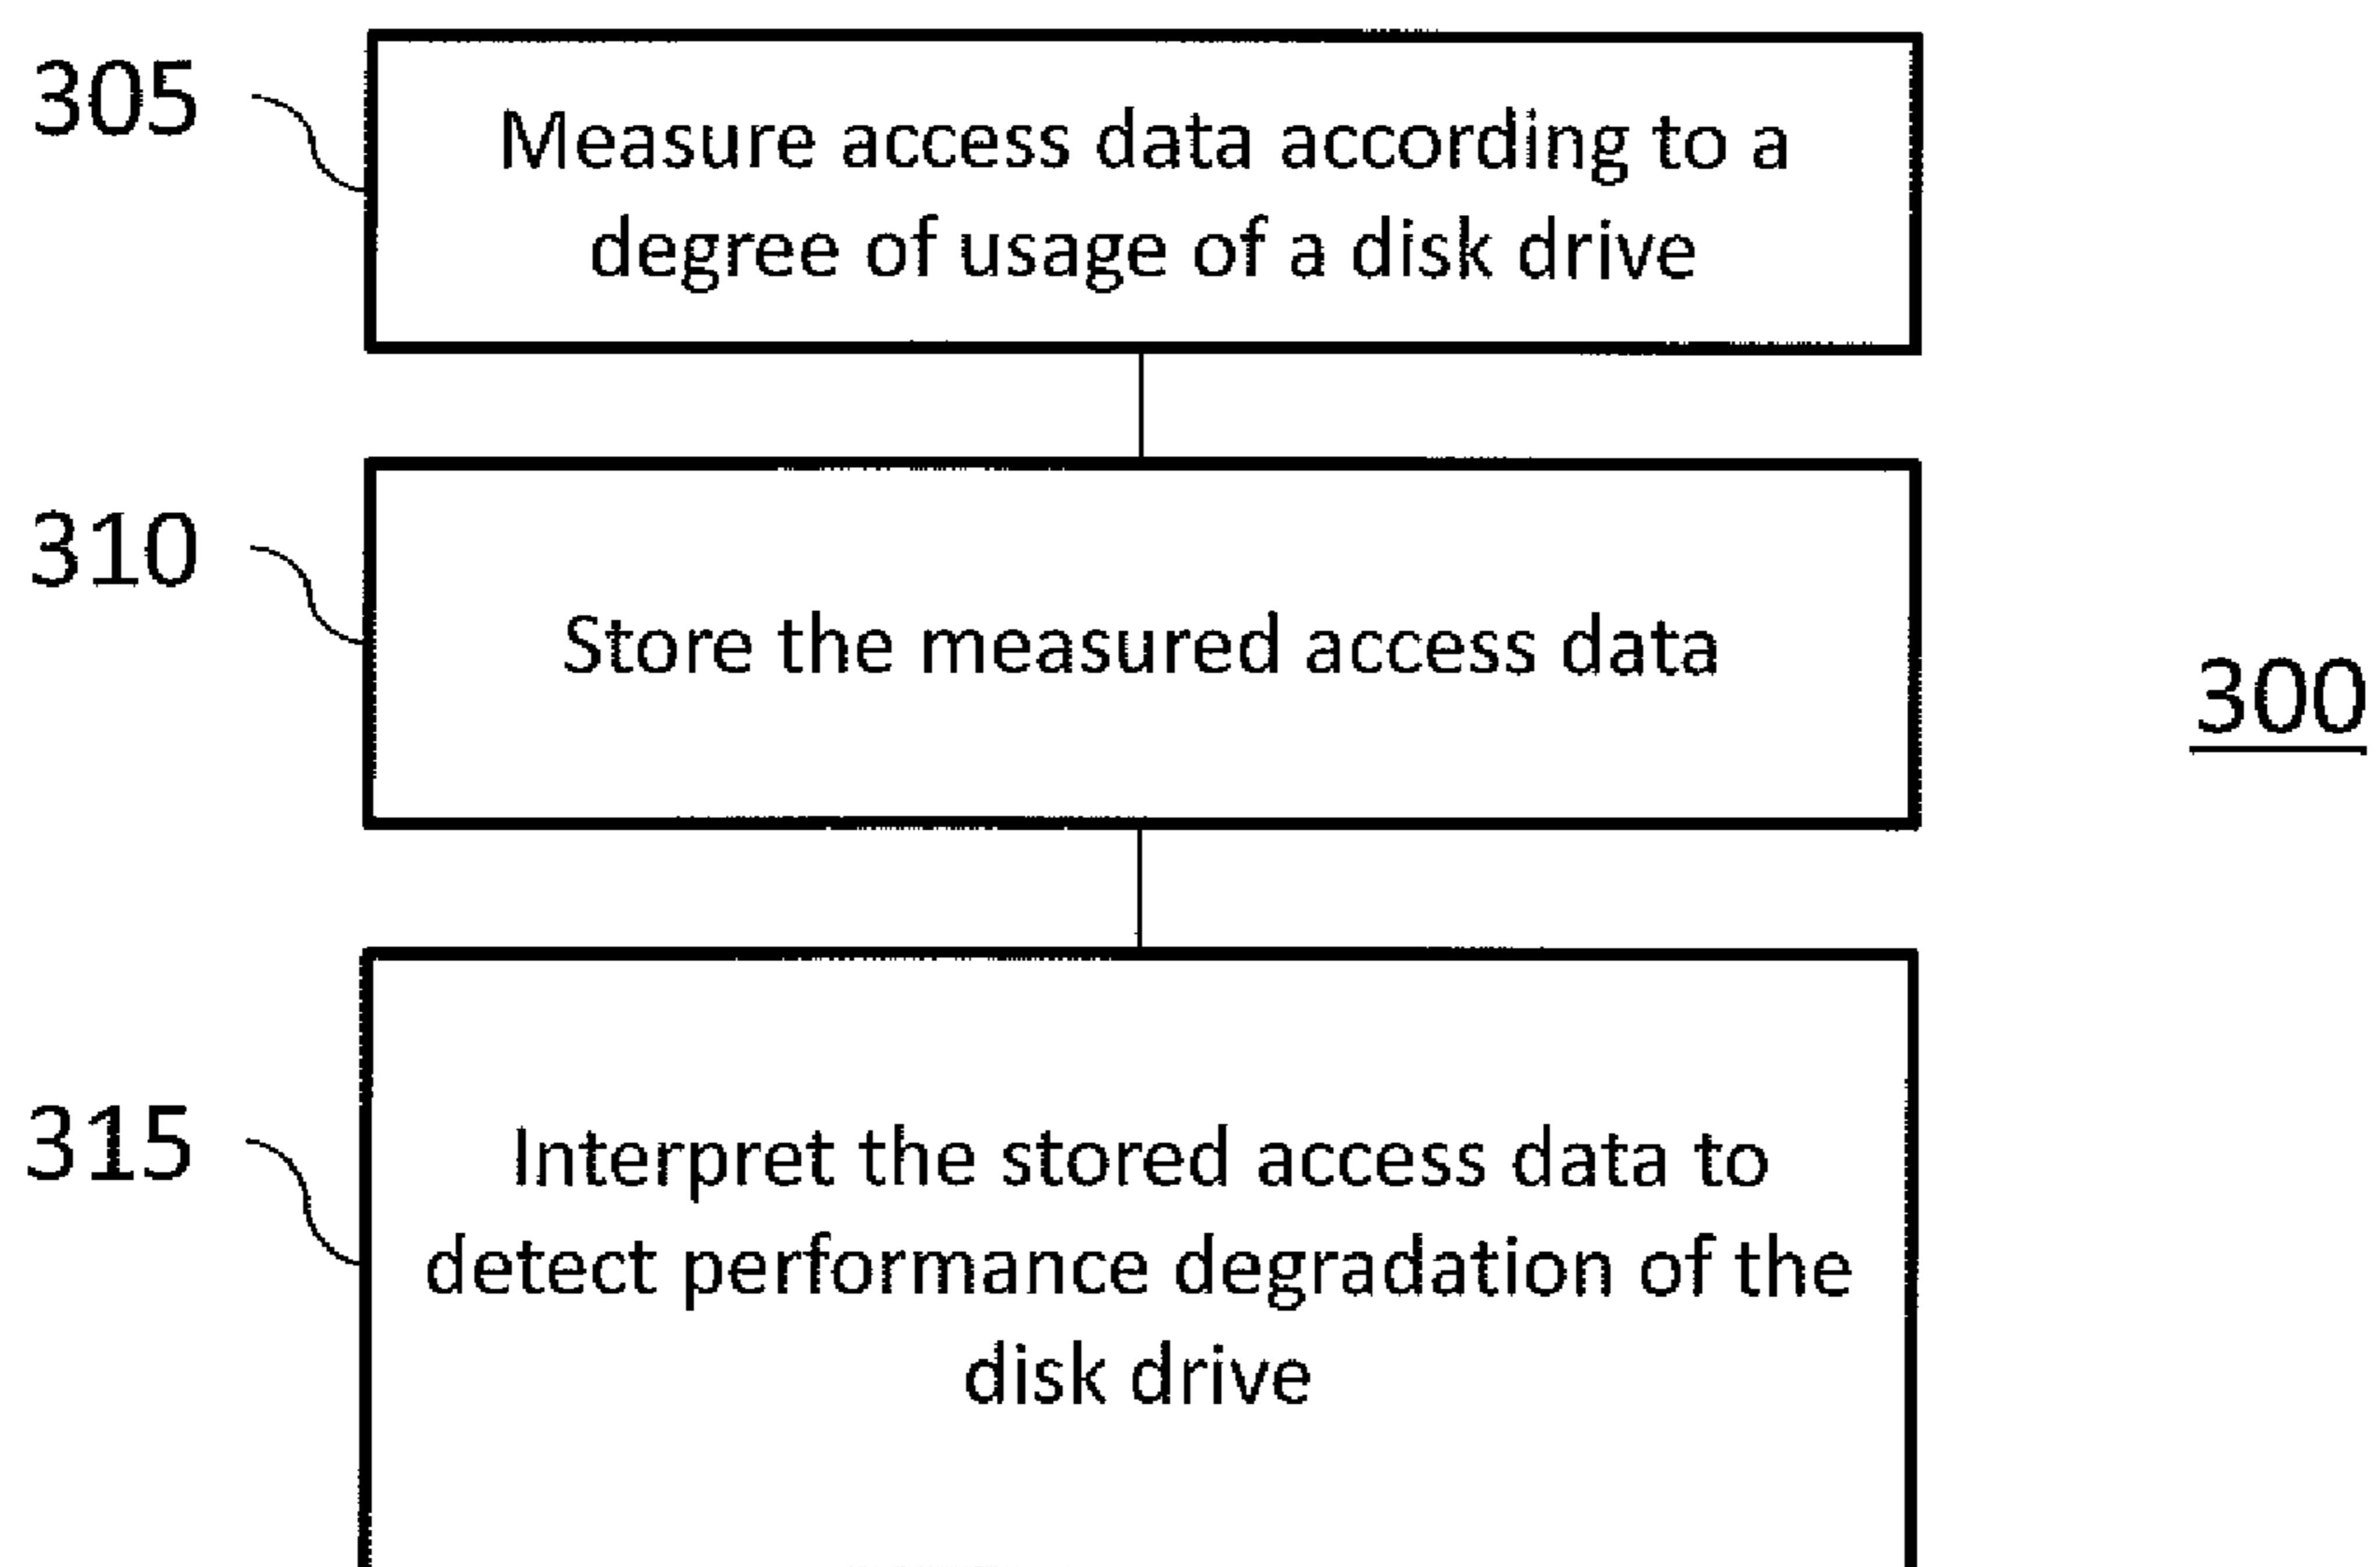 305
Measure access data according to a
degree of usage of a disk drive
310
Store the measured access data
300
315
Interpret the stored access data to
detect performance degradation of the
disk drive